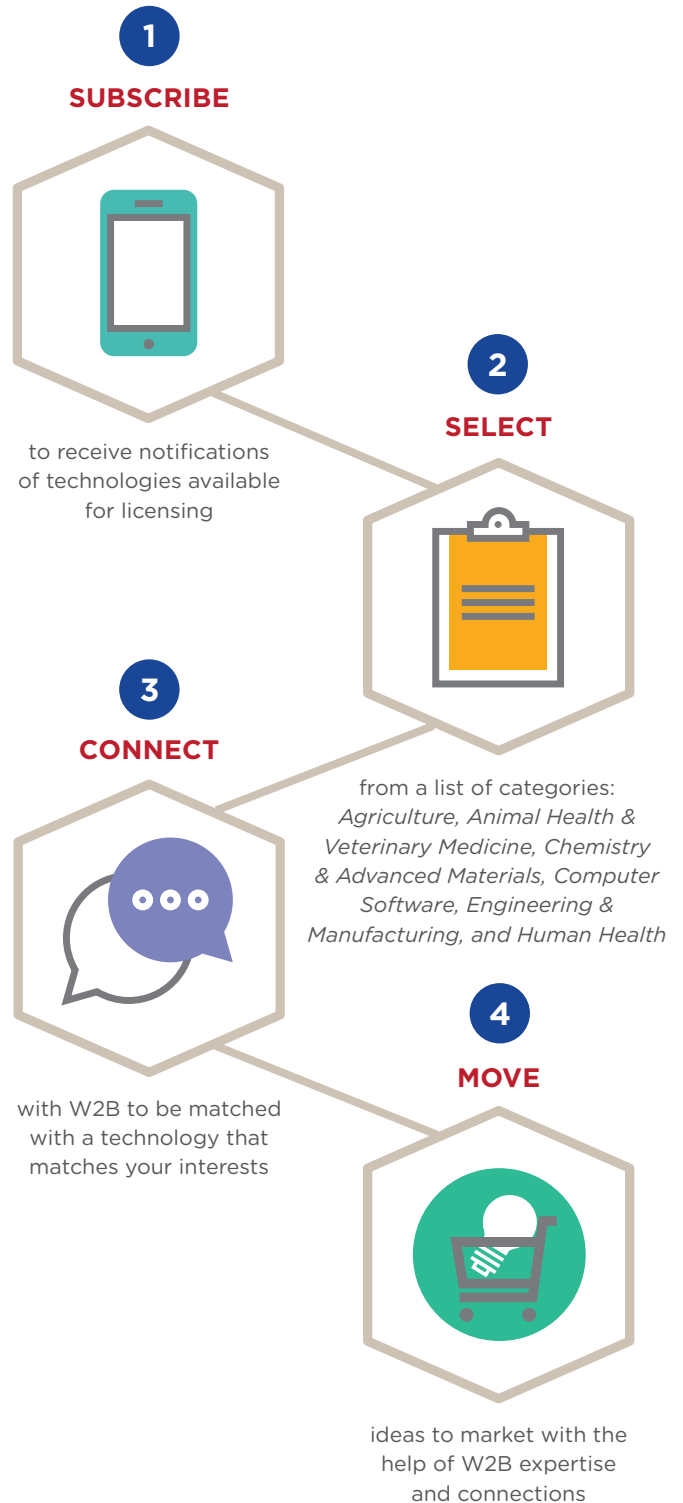 1
SUBSCRIBE
to receive notifications
of technologies available
for licensing
2
SELECT
from a list of categories:
Agriculture, Animal Health &
Veterinary Medicine, Chemistry
& Advanced Materials, Computer
Software, Engineering &
Manufacturing, and Human Health
3
CONNECT
with W2B to be matched
with a technology that
matches your interests
4
MOVE
ideas to market with the
help of W2B expertise
and connections